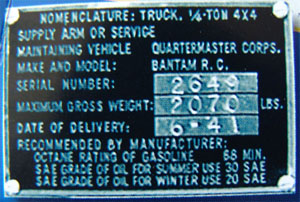 NOMENCLATURE: TRUCK, 1/4-TON 4X4
SUPPLY ARM OR SERVICE
MAINTAINING VEHICLE QUARTERMASTER CORPS.
MAKE AND MODEL: BANTAM R.C.
SERIAL NUMBER: 2649
MAXIMUM GROSS WEIGHT: 2070 LBS.
DATE OF DELIVERY: 6-41
RECOMMENDED BY MANUFACTURER:
OCTANE RATING OF GASOLINE 68 MIN.
SAE GRADE OF OIL FOR SUMMER USE 30 SAE
SAE GRADE OF OIL FOR WINTER USE 20 SAE